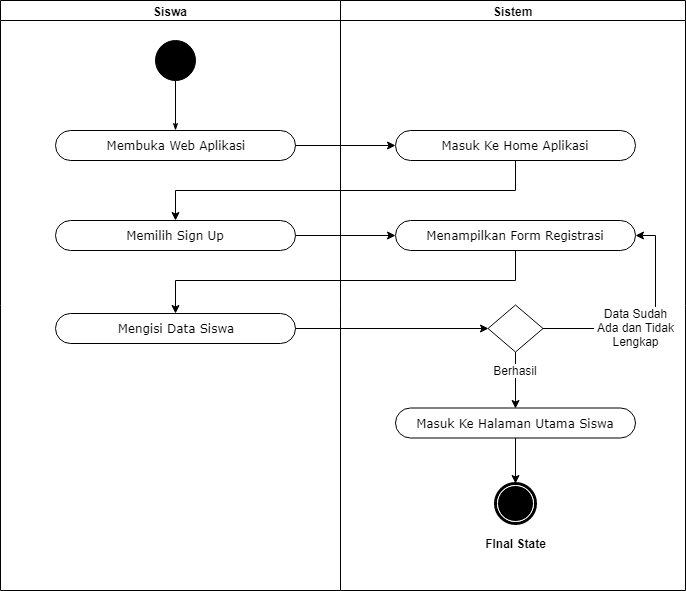 Siswa
Sistem
Membuka Web Aplikasi
Masuk Ke Home Aplikasi
Memilih Sign Up
Menampilkan Form Registrasi
Mengisi Data Siswa
Data Sudah
Ada dan Tidak
Lengkap
Berhasil
Masuk Ke Halaman Utama Siswa
FInal State